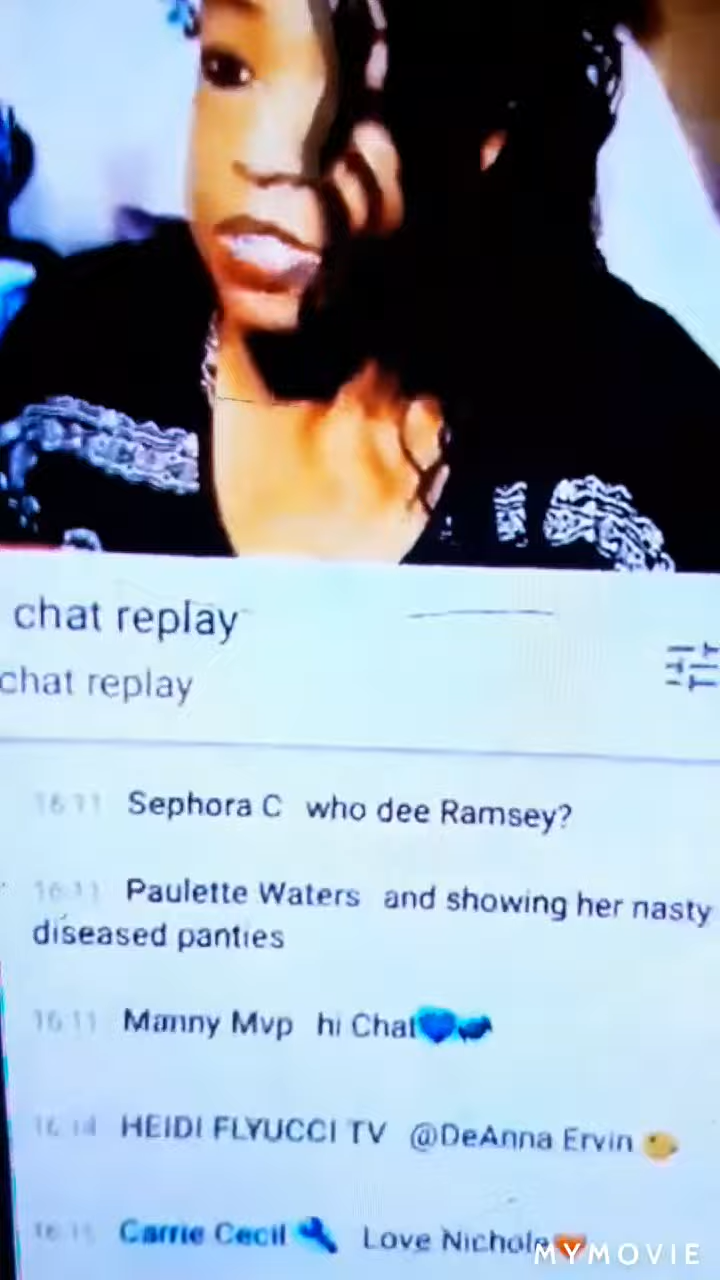 chat replay
chat replay
16:11 Sephora C who dee Ramsey?
16:11 Paulette Waters and showing her nasty
diseased panties
16:11 Manny Mvp hi Chat💙
16:14 HEIDI FLYUCCI TV @DeAnna Ervin
16:15 Carrie Cecil Love Nichole
MYMOVIE